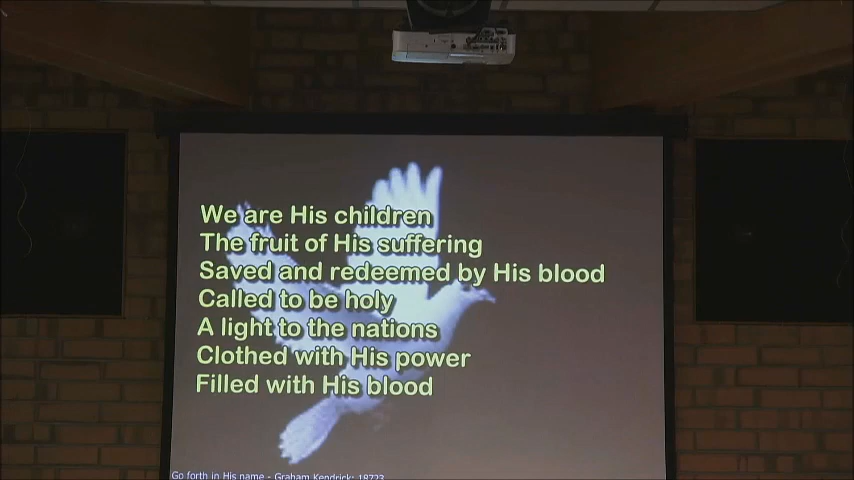 We are His children
The fruit of His suffering
Saved and redeemed by His blood
Called to be holy
A light to the nations
Clothed with His power
Filled with His blood
Go forth in His name - Graham Kendrick: 18723